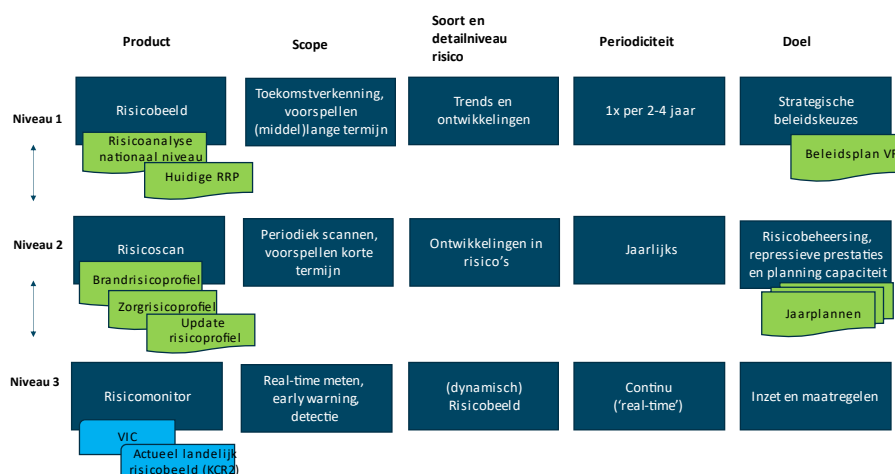 Product
Scope
Soort en
detailniveau
risico
Periodiciteit
Doel
Niveau 1
Risicobeeld
Toekomstverkenning,
voorspellen
(middel)lange termijn
Trends en
ontwikkelingen
1x per 2-4 jaar
Strategische
beleidskeuzes
Risicoanalyse
nationaal niveau
Huidige RRP
Beleidsplan VR
Niveau 2
Risicoscan
Periodiek scannen,
voorspellen korte
termijn
Ontwikkelingen in
risico's
Jaarlijks
Risicobeheersing,
repressieve prestaties
en planning capaciteit
Brandrisicoprofiel
Zorgrisicoprofiel
Update
risicoprofiel
Jaarplannen
Niveau 3
Risicomonitor
Real-time meten,
early warning,
detectie
(dynamisch)
Risicobeeld
Continu
('real-time')
Inzet en maatregelen
VIC
Actueel landelijk
risicobeeld (KCR2)